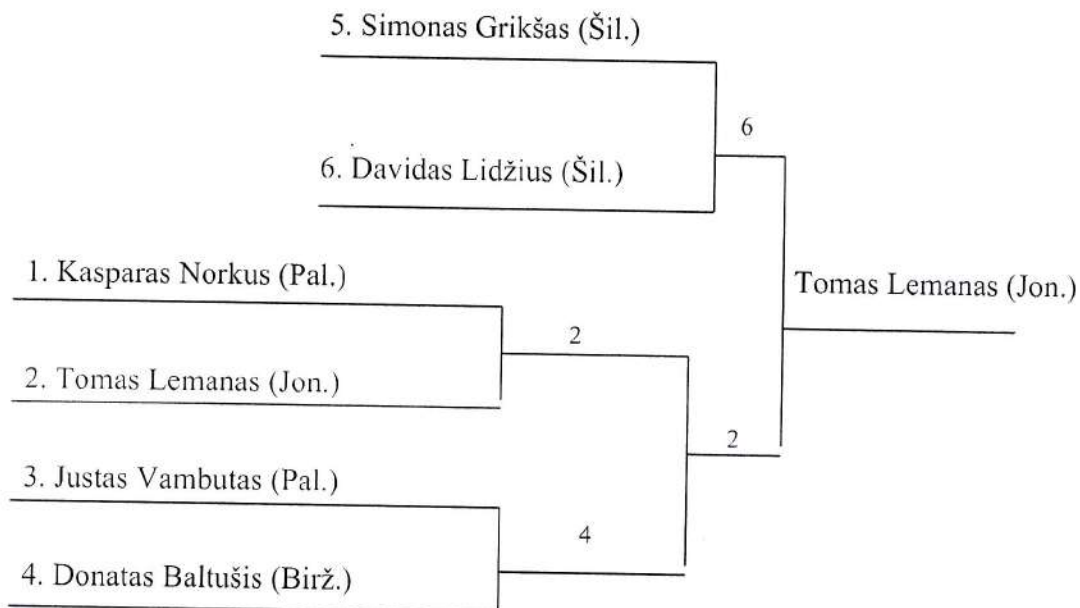 5. Simonas Grikšas (Šil.)
6
6. Davidas Lidžius (Šil.)
1. Kasparas Norkus (Pal.)
Tomas Lemanas (Jon.)
2
2. Tomas Lemanas (Jon.)
2
3. Justas Vambutas (Pal.)
4
4. Donatas Baltušis (Birž.)